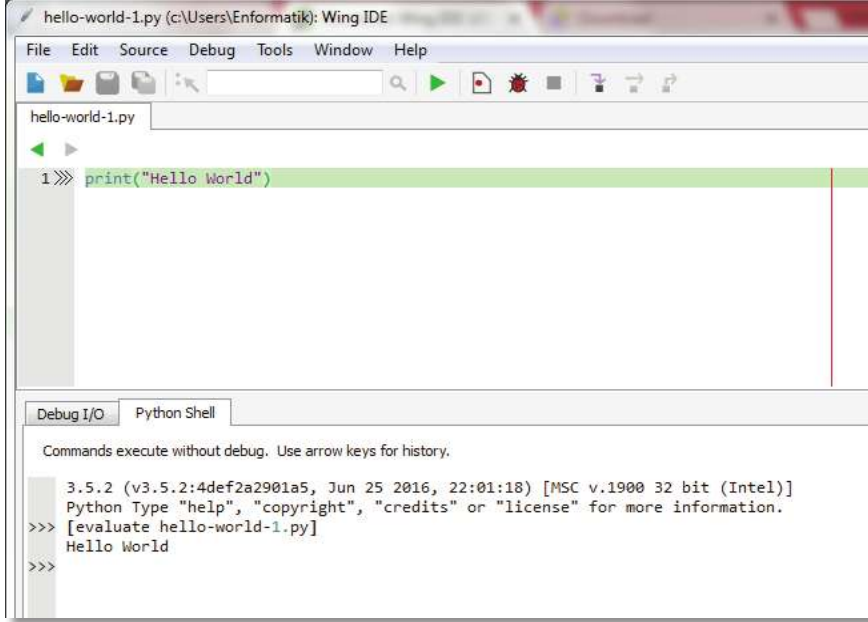 hello-world-1.py (c:\Users\Enformatik): Wing IDE
File Edit Source Debug Tools Window Help
hello-world-1.py
1 >>> print("Hello World")
Debug I/O Python Shell
Commands execute without debug. Use arrow keys for history.
3.5.2 (v3.5.2:4def2a2901a5, Jun 25 2016, 22:01:18) [MSC v.1900 32 bit (Intel)]
Python Type "help", "copyright", "credits" or "license" for more information.
>>> [evaluate hello-world-1.py]
Hello World
>>>